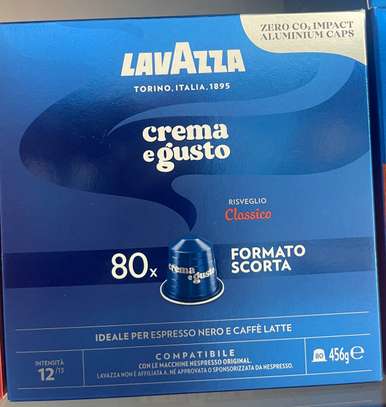 ZERO CO₂ IMPACT
ALUMINIUM CAPS
LAVAZZA
TORINO, ITALIA, 1895
crema
e gusto
RISVEGLIO
Classico
80x
FORMATO
SCORTA
crema
e gusto
IDEALE PER ESPRESSO NERO E CAFFÈ LATTE
INTENSITÀ
12/13
COMPATIBILE
CON LE MACCHINE NESPRESSO ORIGINAL.
LAVAZZA NON È AFFILIATA A, NÉ APPROVATA O SPONSORIZZATA DA NESPRESSO.
80
456g℮